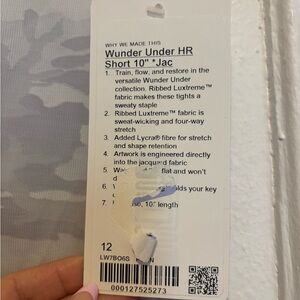 WHY WE MADE THIS
Wunder Under HR
Short 10" *Jac
1. Train, flow, and restore in the
versatile Wunder Under
collection. Ribbed Luxtreme™
fabric makes these tights a
sweaty staple
2. Ribbed Luxtreme™ fabric is
sweat-wicking and four-way
stretch
3. Added Lycra® fibre for stretch
and shape retention
4. Artwork is engineered directly
into the jacquard fabric
5. flat and won't
6. holds your key
7. 10" length
12
LW7BO6S
000127525273